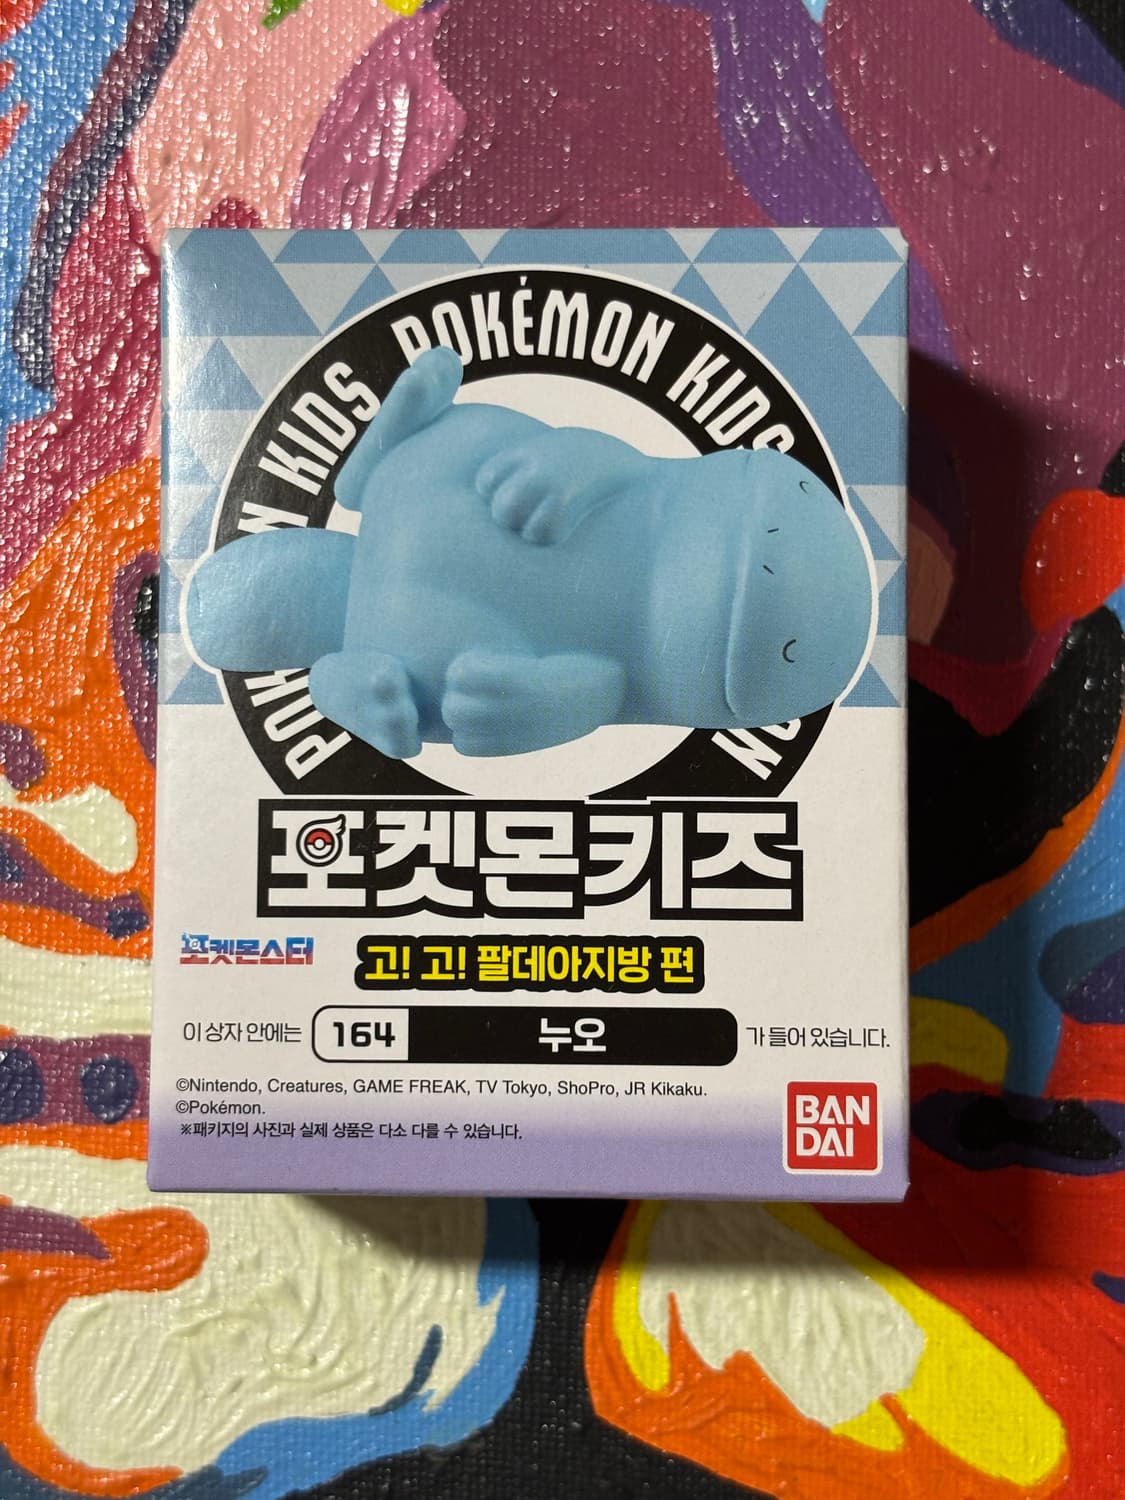 POKÉMON KIDS
포켓몬키즈
포켓몬스터
고! 고! 팔데아지방 편
이 상자 안에는 164 누오 가 들어 있습니다.
©Nintendo, Creatures, GAME FREAK, TV Tokyo, ShoPro, JR Kikaku.
©Pokémon.
※패키지의 사진과 실제 상품은 다소 다를 수 있습니다.
BAN
DAI